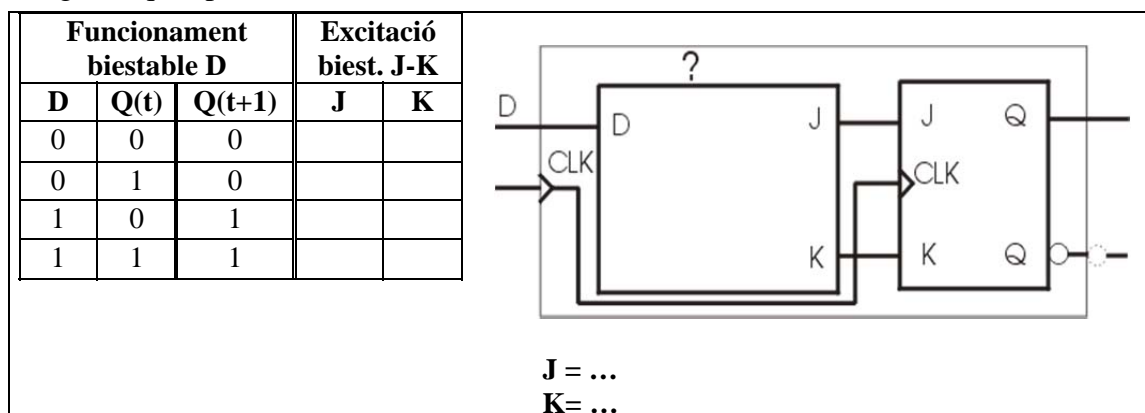 Funcionament
biestable D
Excitació
biest. J-K
D Q(t) Q(t+1) J K
0 0 0
0 1 0
1 0 1
1 1 1
?
D
D
J
J
Q
CLK
CLK
K
K
Q
J = …
K= …